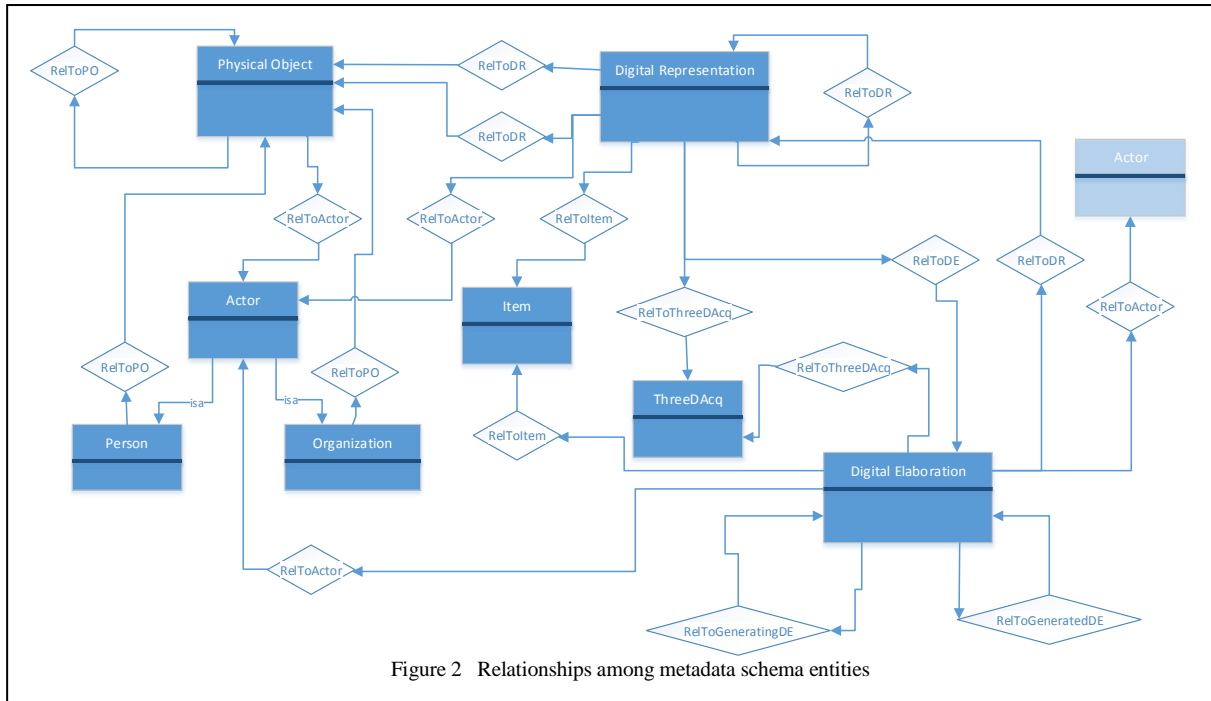 Physical Object
Digital Representation
RelToPO
RelToDR
RelToDR
RelToDR
Actor
RelToActor
RelToActor
RelToItem
RelToDE
RelToDR
Actor
Item
RelToThreeDAcq
RelToActor
RelToPO
RelToPO
RelToThreeDAcq
isa
isa
ThreeDAcq
Person
Organization
RelToItem
Digital Elaboration
RelToActor
RelToGeneratingDE
RelToGeneratedDE
Figure 2 Relationships among metadata schema entities